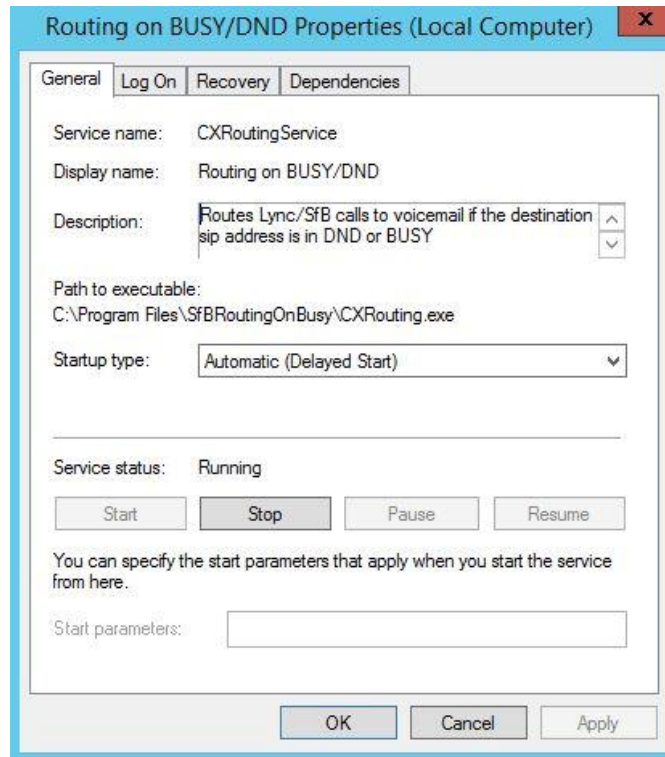 Routing on BUSY/DND Properties (Local Computer)
x
General Log On Recovery Dependencies
Service name: CXRoutingService
Display name: Routing on BUSY/DND
Description: Routes Lync/SfB calls to voicemail if the destination
sip address is in DND or BUSY
Path to executable:
C:\Program Files\SfBRoutingOnBusy\CXRouting.exe
Startup type: Automatic (Delayed Start)
Service status: Running
Start Stop Pause Resume
You can specify the start parameters that apply when you start the service
from here.
Start parameters:
OK Cancel Apply